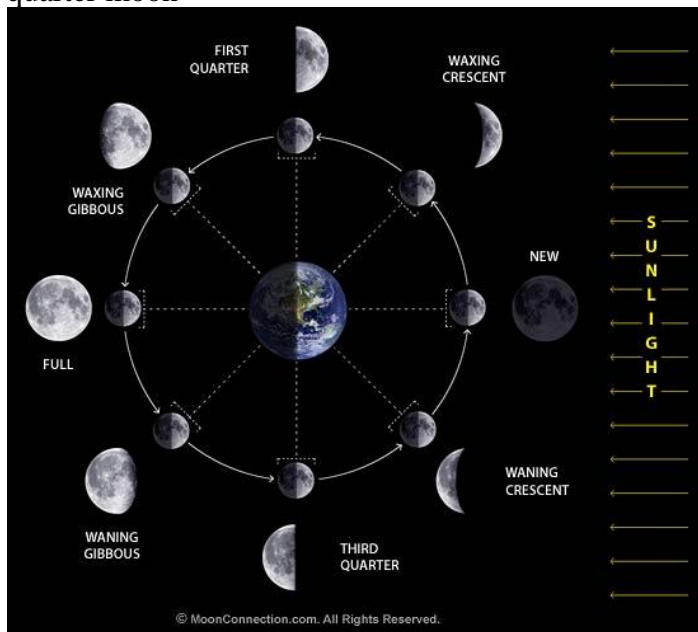 quarter moon
FIRST
QUARTER
WAXING
CRESCENT
WAXING
GIBBOUS
SUNLIGHT
NEW
FULL
WANING
GIBBOUS
WANING
CRESCENT
THIRD
QUARTER
© MoonConnection.com. All Rights Reserved.